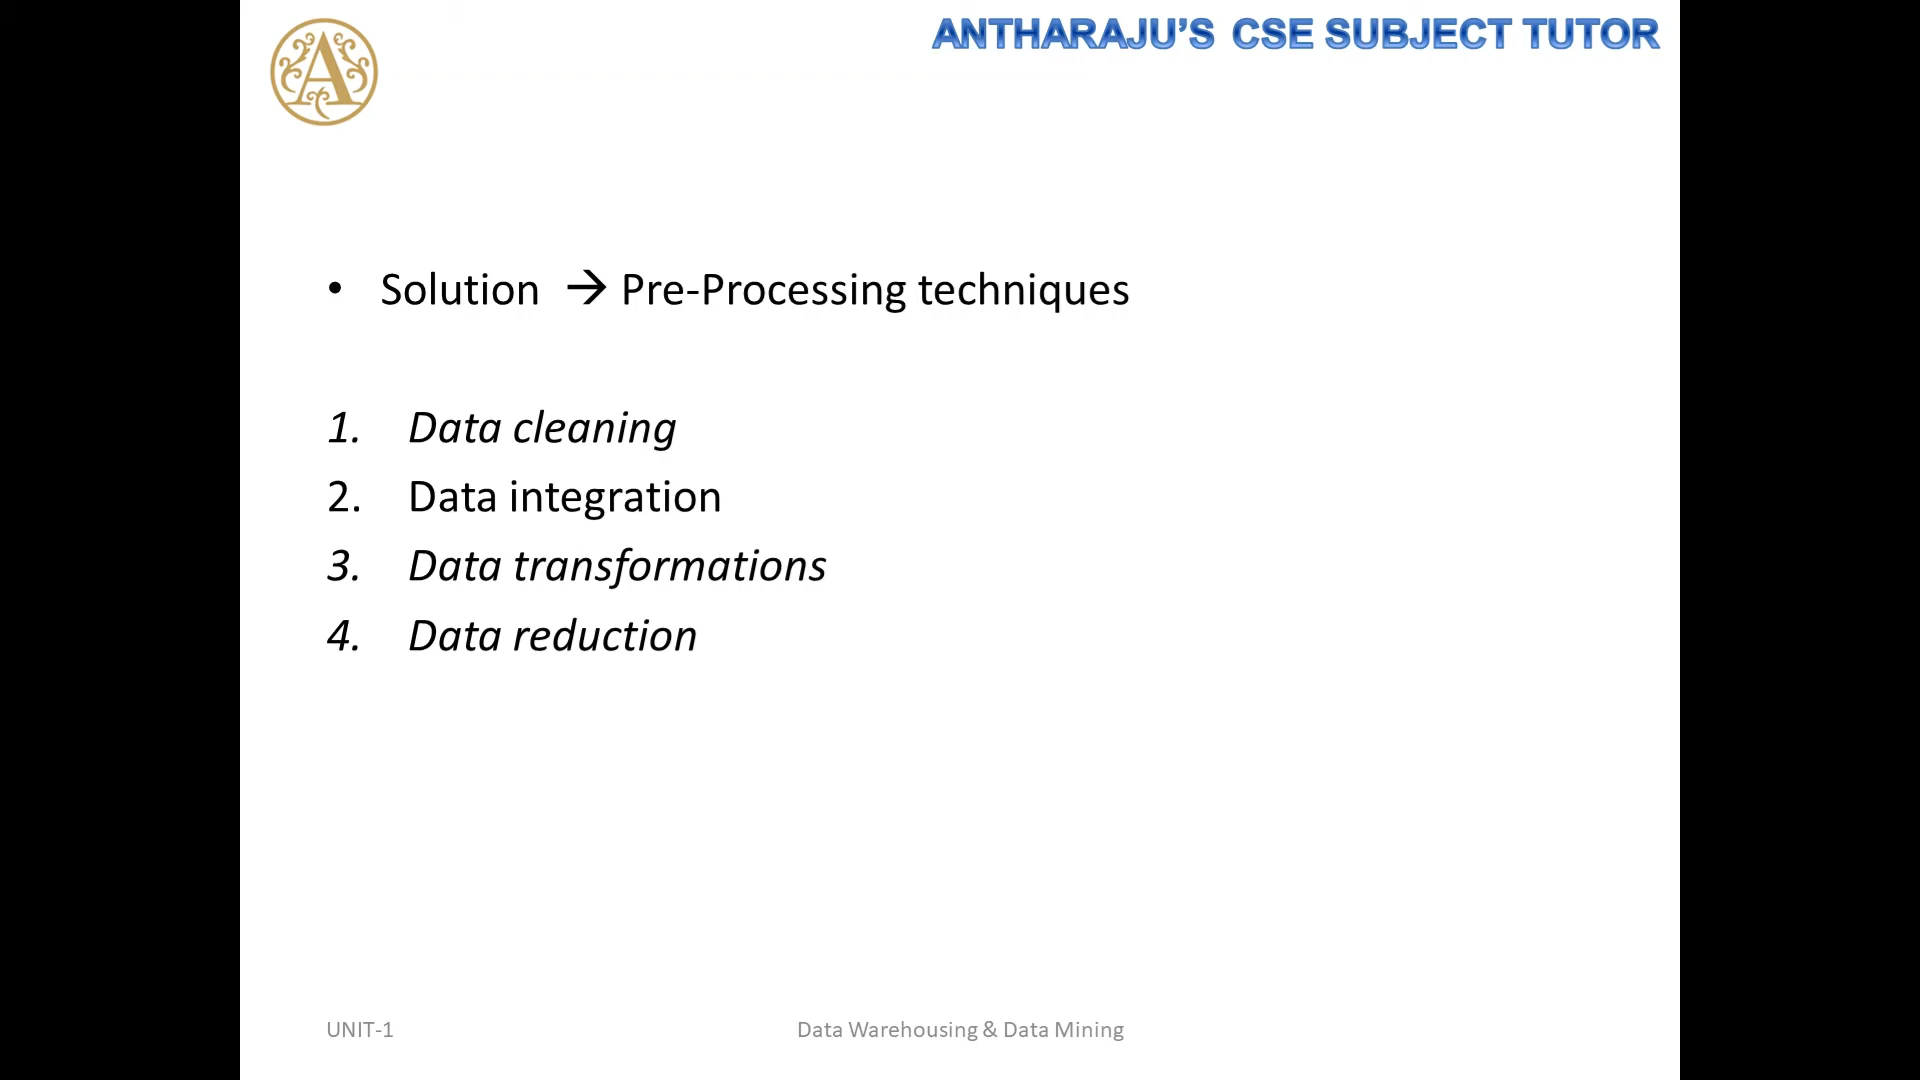 ANTHARAJU’S CSE SUBJECT TUTOR
A
• Solution → Pre-Processing techniques
1. Data cleaning
2. Data integration
3. Data transformations
4. Data reduction
UNIT-1
Data Warehousing & Data Mining